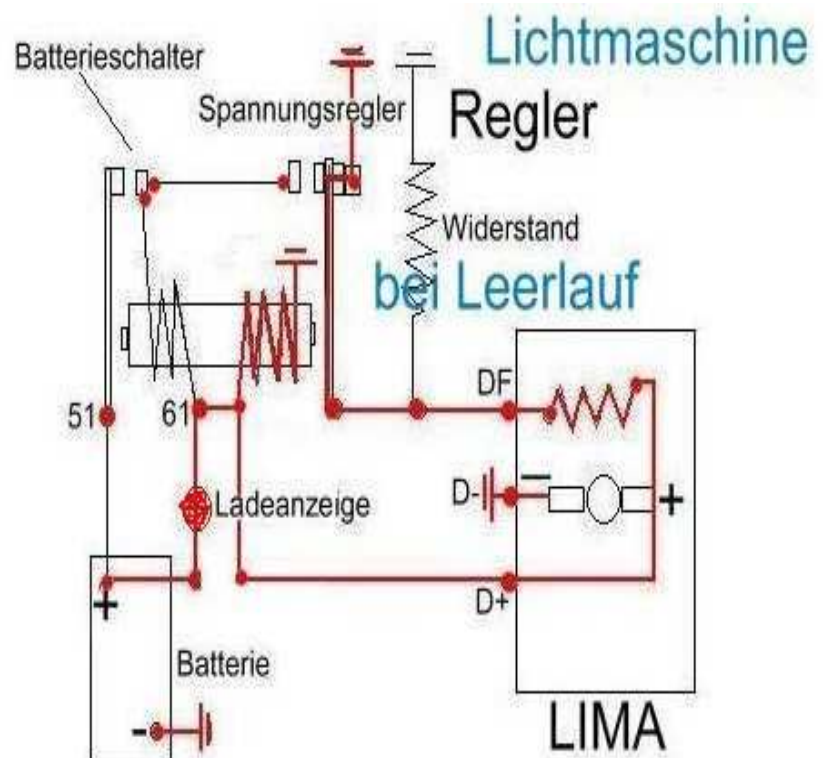 Lichtmaschine
Batterieschalter
Spannungsregler
Regler
Widerstand
bei Leerlauf
DF
51
61
D-
−
+
Ladeanzeige
D+
+
Batterie
-
LIMA